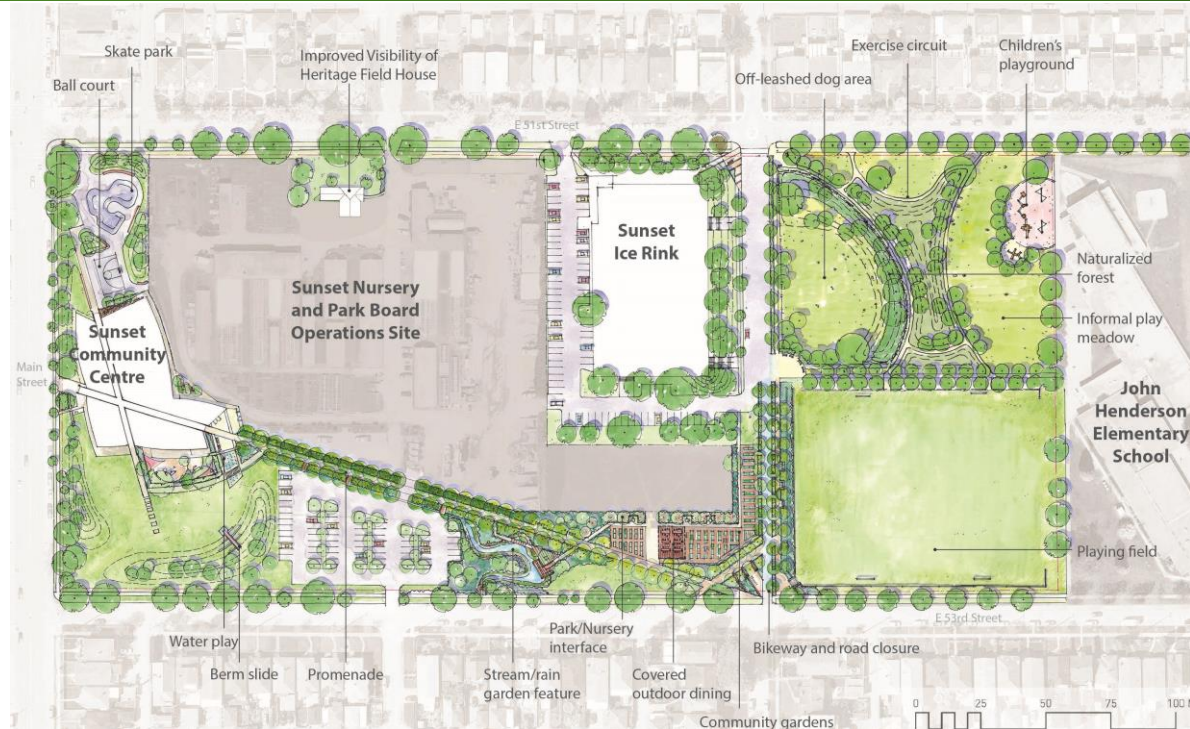 Skate park
Ball court
Improved Visibility of
Heritage Field House
Exercise circuit
Off-leashed dog area
Children's
playground
E 51st Street
Sunset
Ice Rink
Sunset Nursery
and Park Board
Operations Site
Naturalized
forest
Informal play
meadow
Sunset
Community
Centre
Main
Street
John
Henderson
Elementary
School
Playing field
E 53rd Street
Water play
Berm slide
Promenade
Stream/rain
garden feature
Park/Nursery
interface
Covered
outdoor dining
Bikeway and road closure
Community gardens
0 25 50 75 100